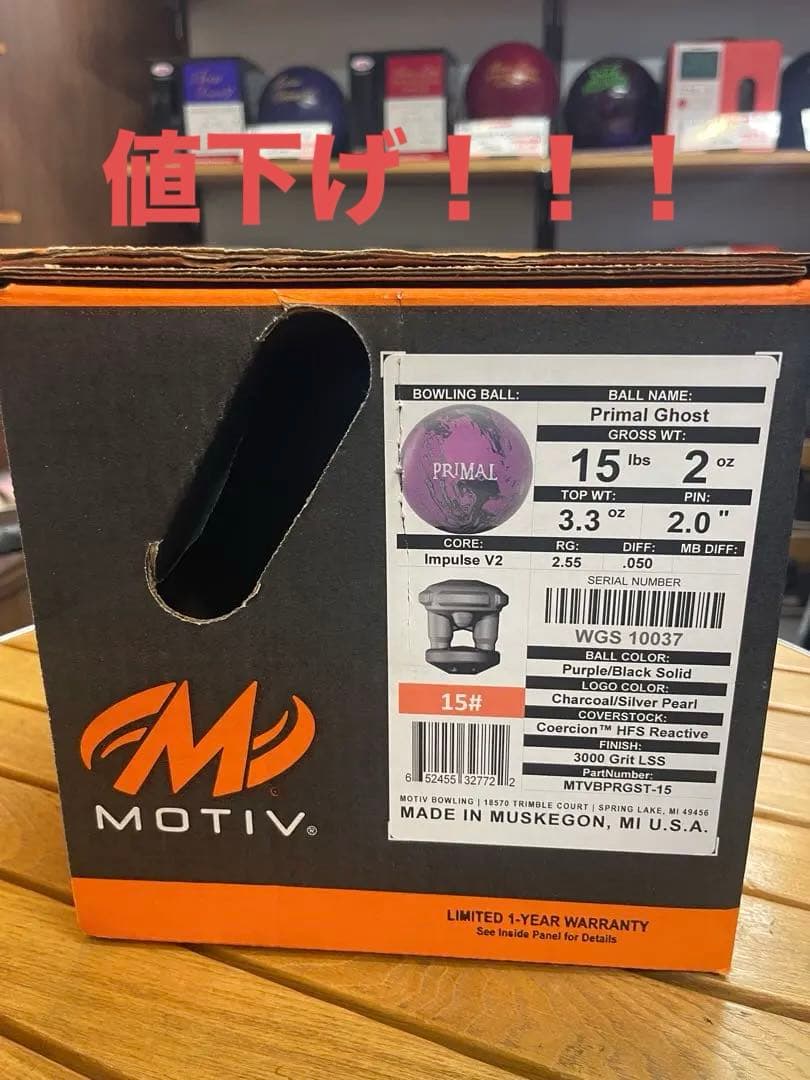 値下げ！！！
BOWLING BALL:
BALL NAME:
Primal Ghost
GROSS WT:
15 lbs 2 oz
PRIMAL
TOP WT:
PIN:
3.3 oz
2.0 "
CORE:
RG:
DIFF:
MB DIFF:
Impulse V2
2.55
.050
SERIAL NUMBER
WGS 10037
BALL COLOR:
Purple/Black Solid
LOGO COLOR:
Charcoal/Silver Pearl
15#
COVERSTOCK:
Coercion™ HFS Reactive
FINISH:
3000 Grit LSS
PartNumber:
MTVBPRGST-15
6 52455 32772 2
MOTIV BOWLING | 18570 TRIMBLE COURT | SPRING LAKE, MI 49456
MADE IN MUSKEGON, MI U.S.A.
MOTIV®
LIMITED 1-YEAR WARRANTY
See Inside Panel for Details